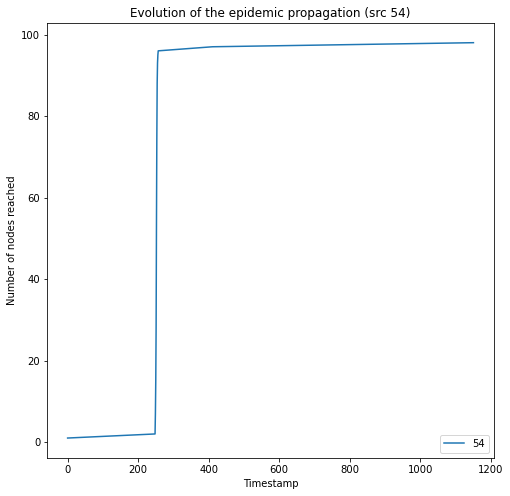 Evolution of the epidemic propagation (src 54)
100
80
60
40
20
0
Number of nodes reached
0 200 400 600 800 1000 1200
Timestamp
54